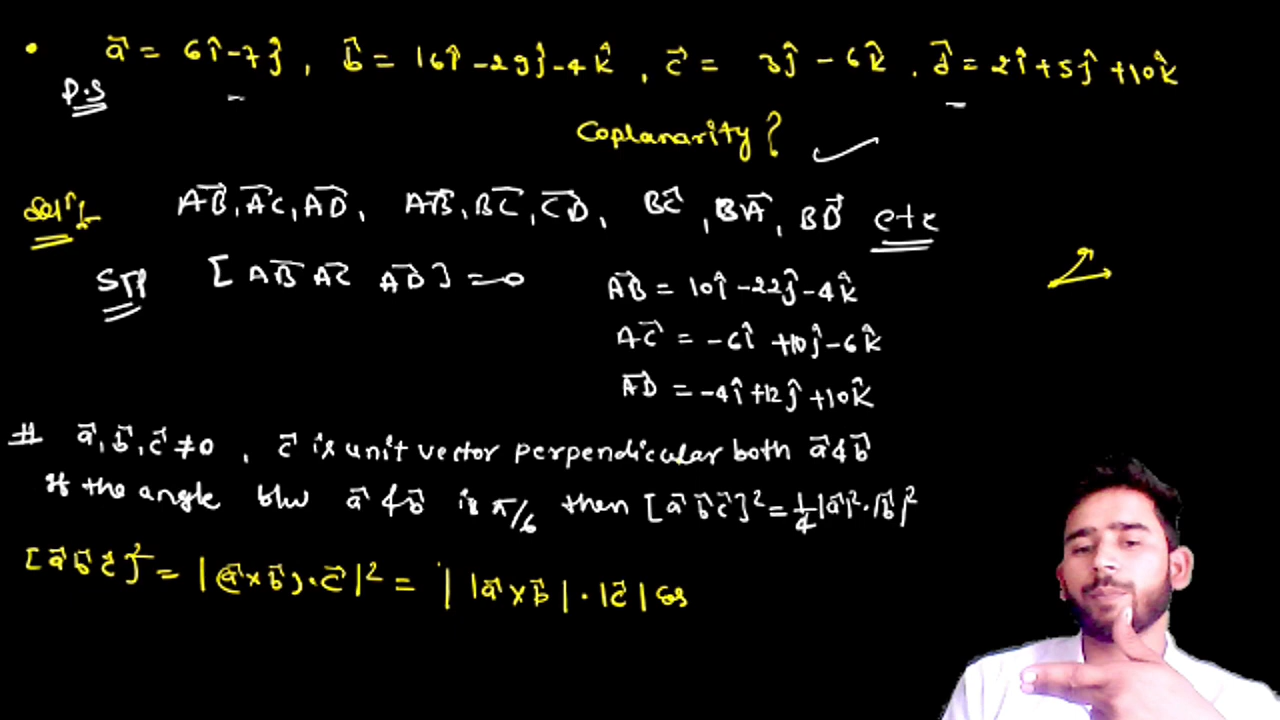 • a⃗ = 6î-7ĵ, b⃗ = 16î-29ĵ-4k̂, c⃗ = 3ĵ-6k̂. d⃗ = 2î+5ĵ+10k̂
P.S
Coplanarity?
Solⁿ:- AB⃗, AC⃗, AD⃗, AB⃗, BC⃗, CD⃗, BC⃗, BA⃗, BD⃗ etc
STP [AB⃗ AC⃗ AD⃗] = 0
AB⃗ = 10î-22ĵ-4k̂
AC⃗ = -6î+10ĵ-6k̂
AD⃗ = -4î+12ĵ+10k̂
# a⃗, b⃗, c⃗ ≠ 0, c⃗ is unit vector perpendicular both a⃗ & b⃗
If the angle b/w a⃗ & b⃗ is π/6 then [a⃗ b⃗ c⃗]² = 1/4 |a⃗|²·|b⃗|²
[a⃗ b⃗ c⃗]² = |(a⃗×b⃗)·c⃗|² = | |a⃗×b⃗|·|c⃗| cos